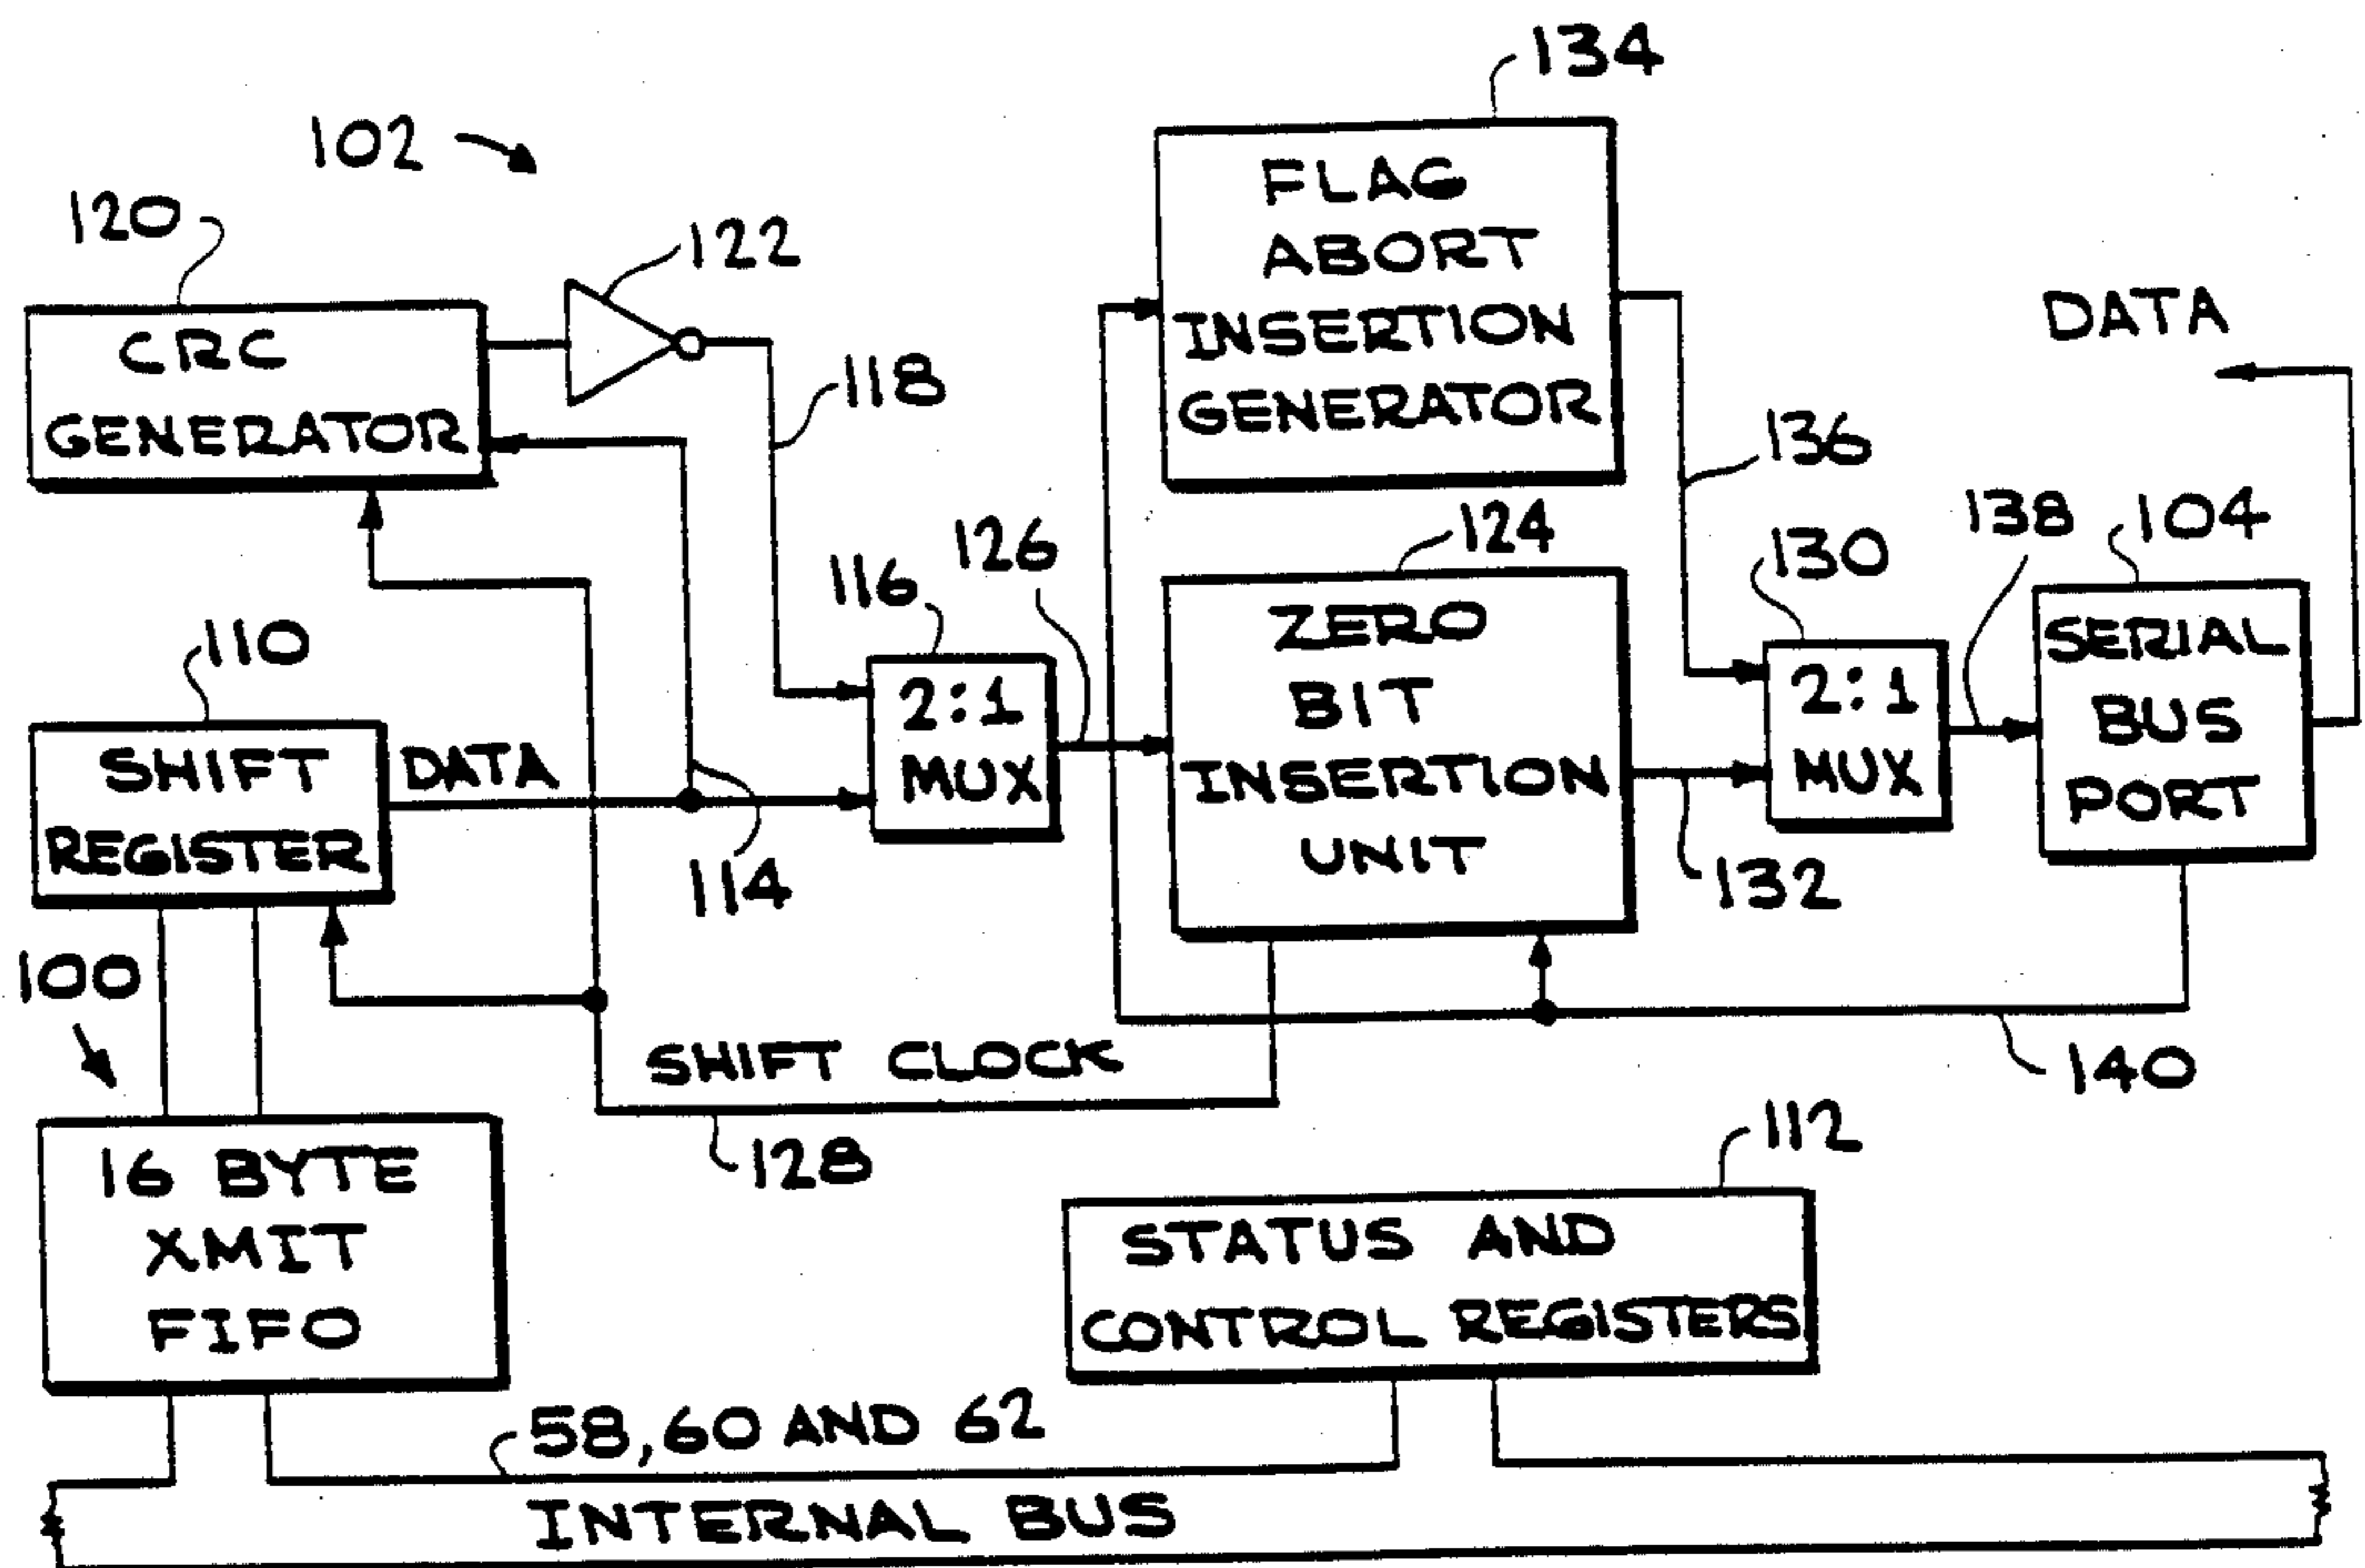 134
102
FLAG
ABORT
INSERTION
GENERATOR
120
122
DATA
CRC
GENERATOR
118
136
138
104
126
124
130
116
110
ZERO
BIT
INSERTION
UNIT
2:1
MUX
2:1
MUX
SERIAL
BUS
PORT
SHIFT
REGISTER
DATA
114
132
100
SHIFT CLOCK
140
128
112
16 BYTE
XMIT
FIFO
STATUS AND
CONTROL REGISTERS
58,60 AND 62
INTERNAL BUS